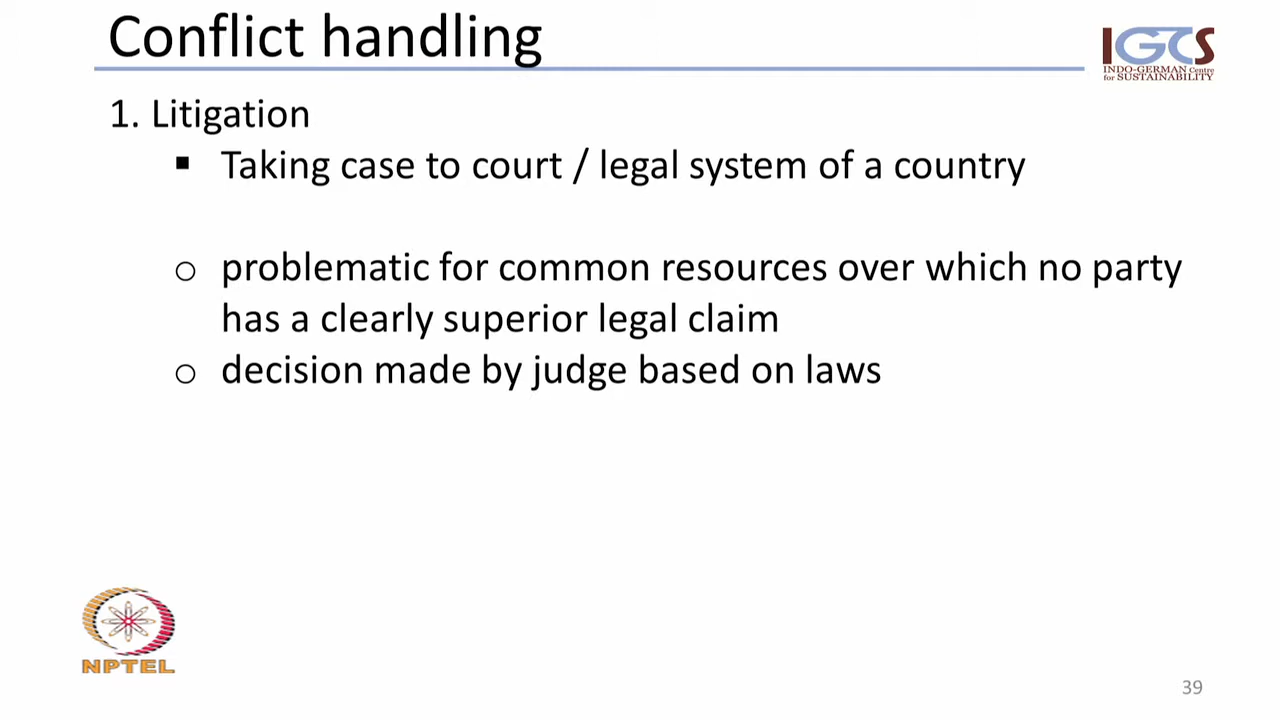 Conflict handling
IGCS
INDO-GERMAN Centre
for SUSTAINABILITY
1. Litigation
▪ Taking case to court / legal system of a country
o problematic for common resources over which no party
has a clearly superior legal claim
o decision made by judge based on laws
NPTEL
39